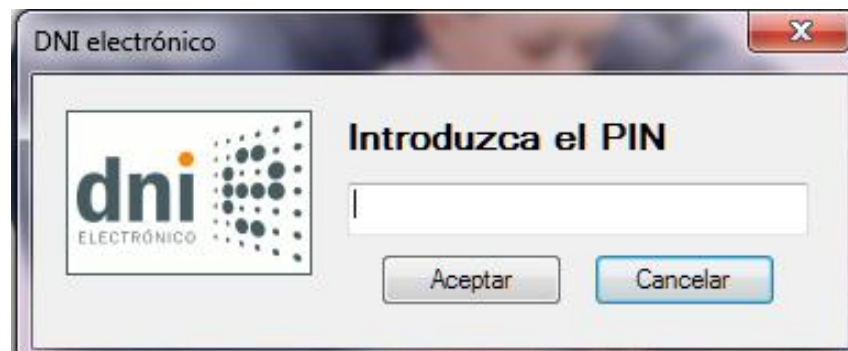 DNI electrónico
X
dni
ELECTRÓNICO
Introduzca el PIN
Aceptar
Cancelar